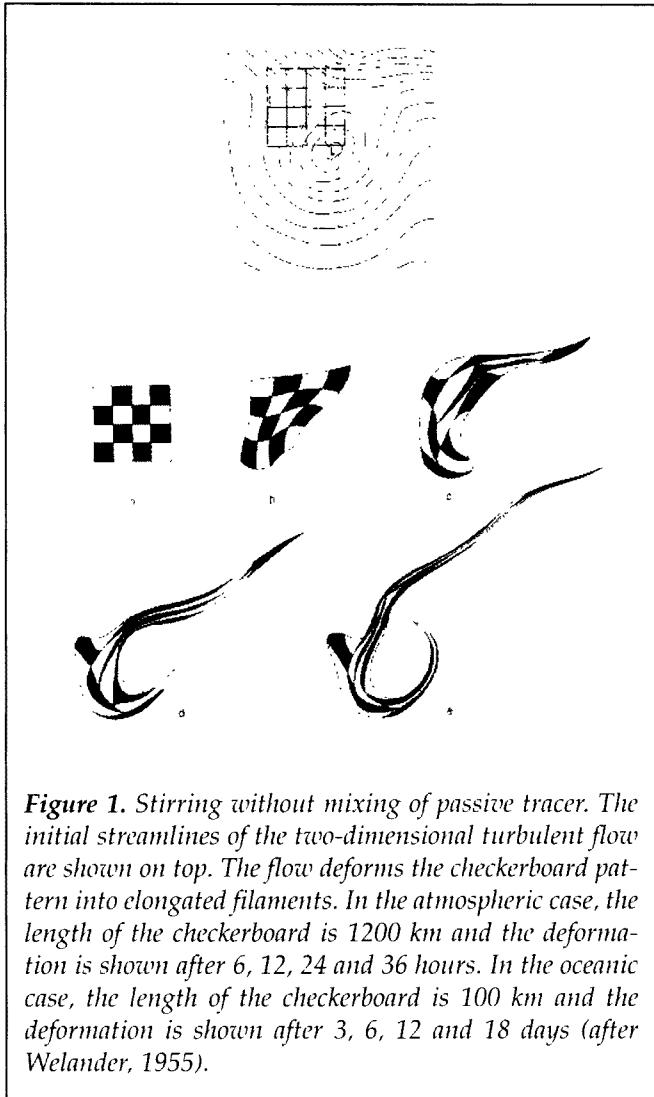 a
b
c
d
e
Figure 1. Stirring without mixing of passive tracer. The
initial streamlines of the two-dimensional turbulent flow
are shown on top. The flow deforms the checkerboard pat-
tern into elongated filaments. In the atmospheric case, the
length of the checkerboard is 1200 km and the deforma-
tion is shown after 6, 12, 24 and 36 hours. In the oceanic
case, the length of the checkerboard is 100 km and the
deformation is shown after 3, 6, 12 and 18 days (after
Welander, 1955).